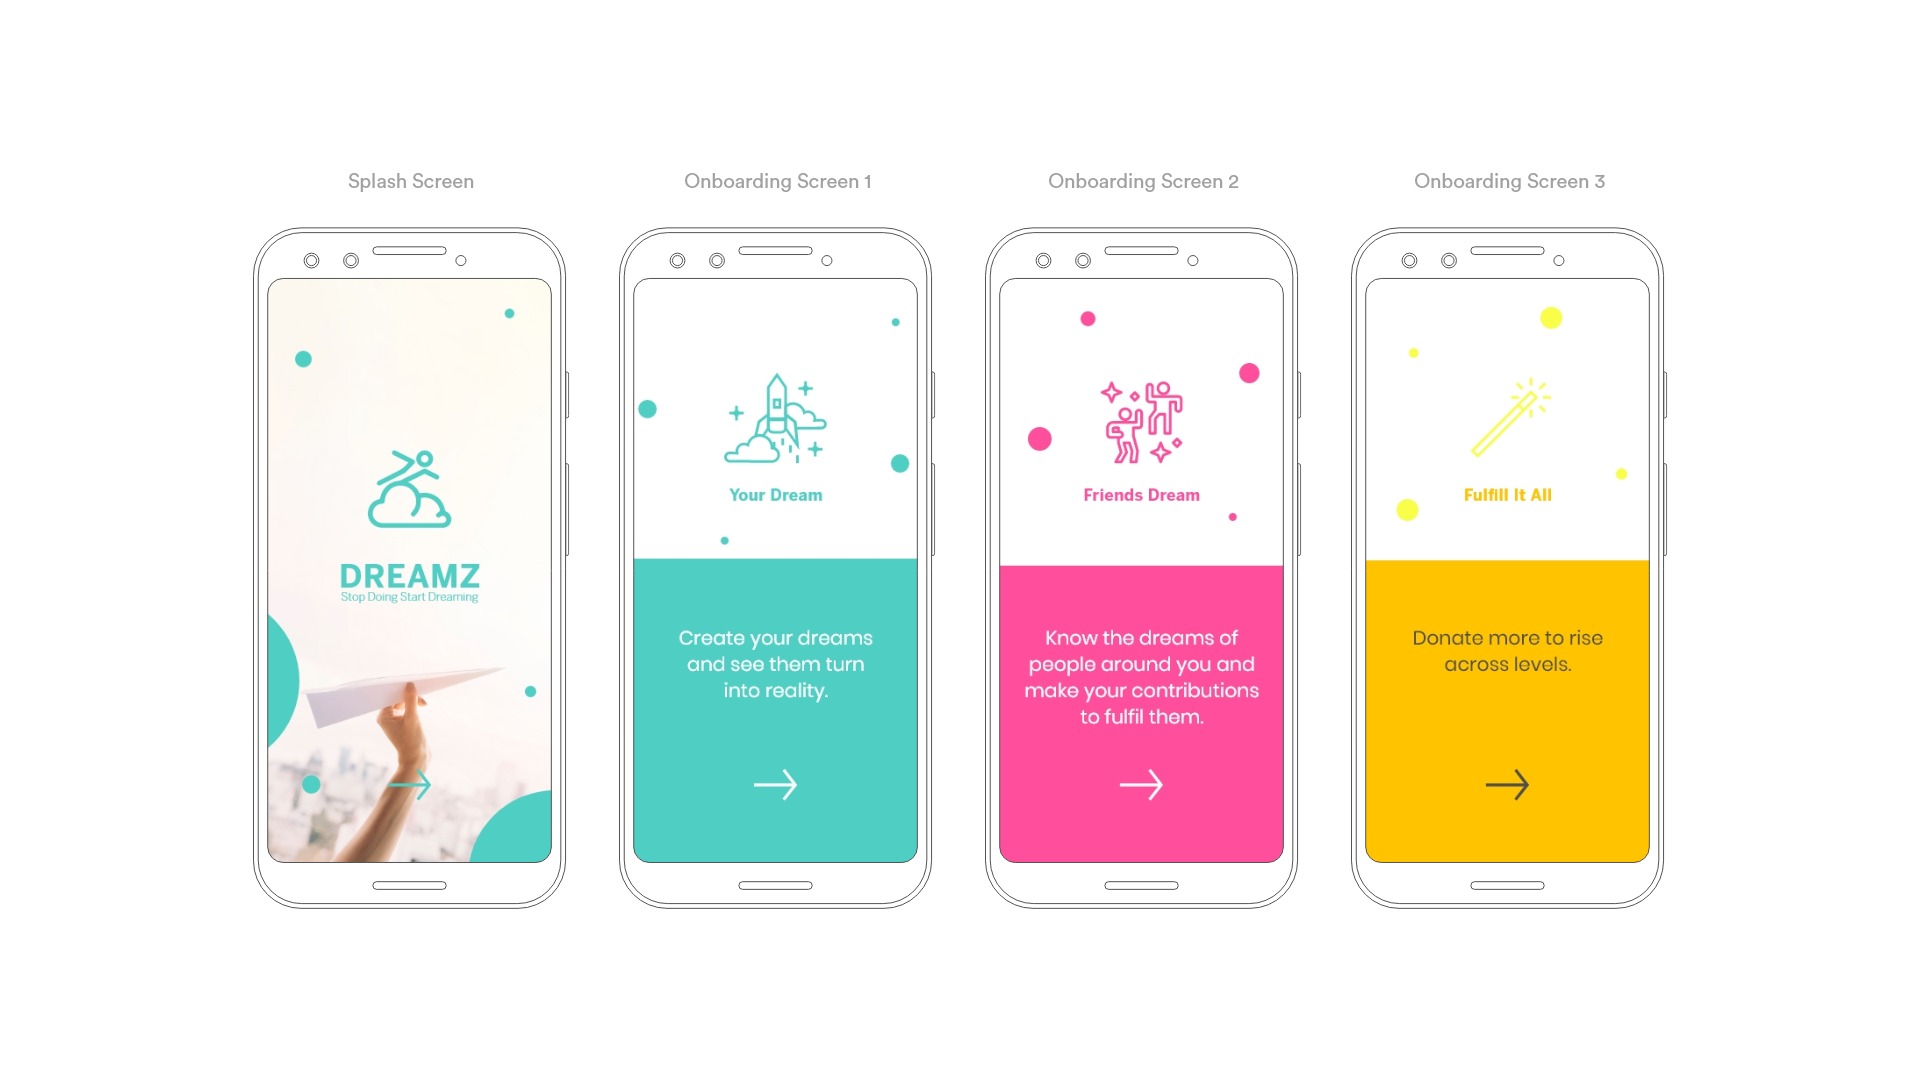 Splash Screen
DREAMZ
Stop Doing Start Dreaming
Onboarding Screen 1
Your Dream
Create your dreams
and see them turn
into reality.
Onboarding Screen 2
Friends Dream
Know the dreams of
people around you and
make your contributions
to fulfil them.
Onboarding Screen 3
Fulfill It All
Donate more to rise
across levels.